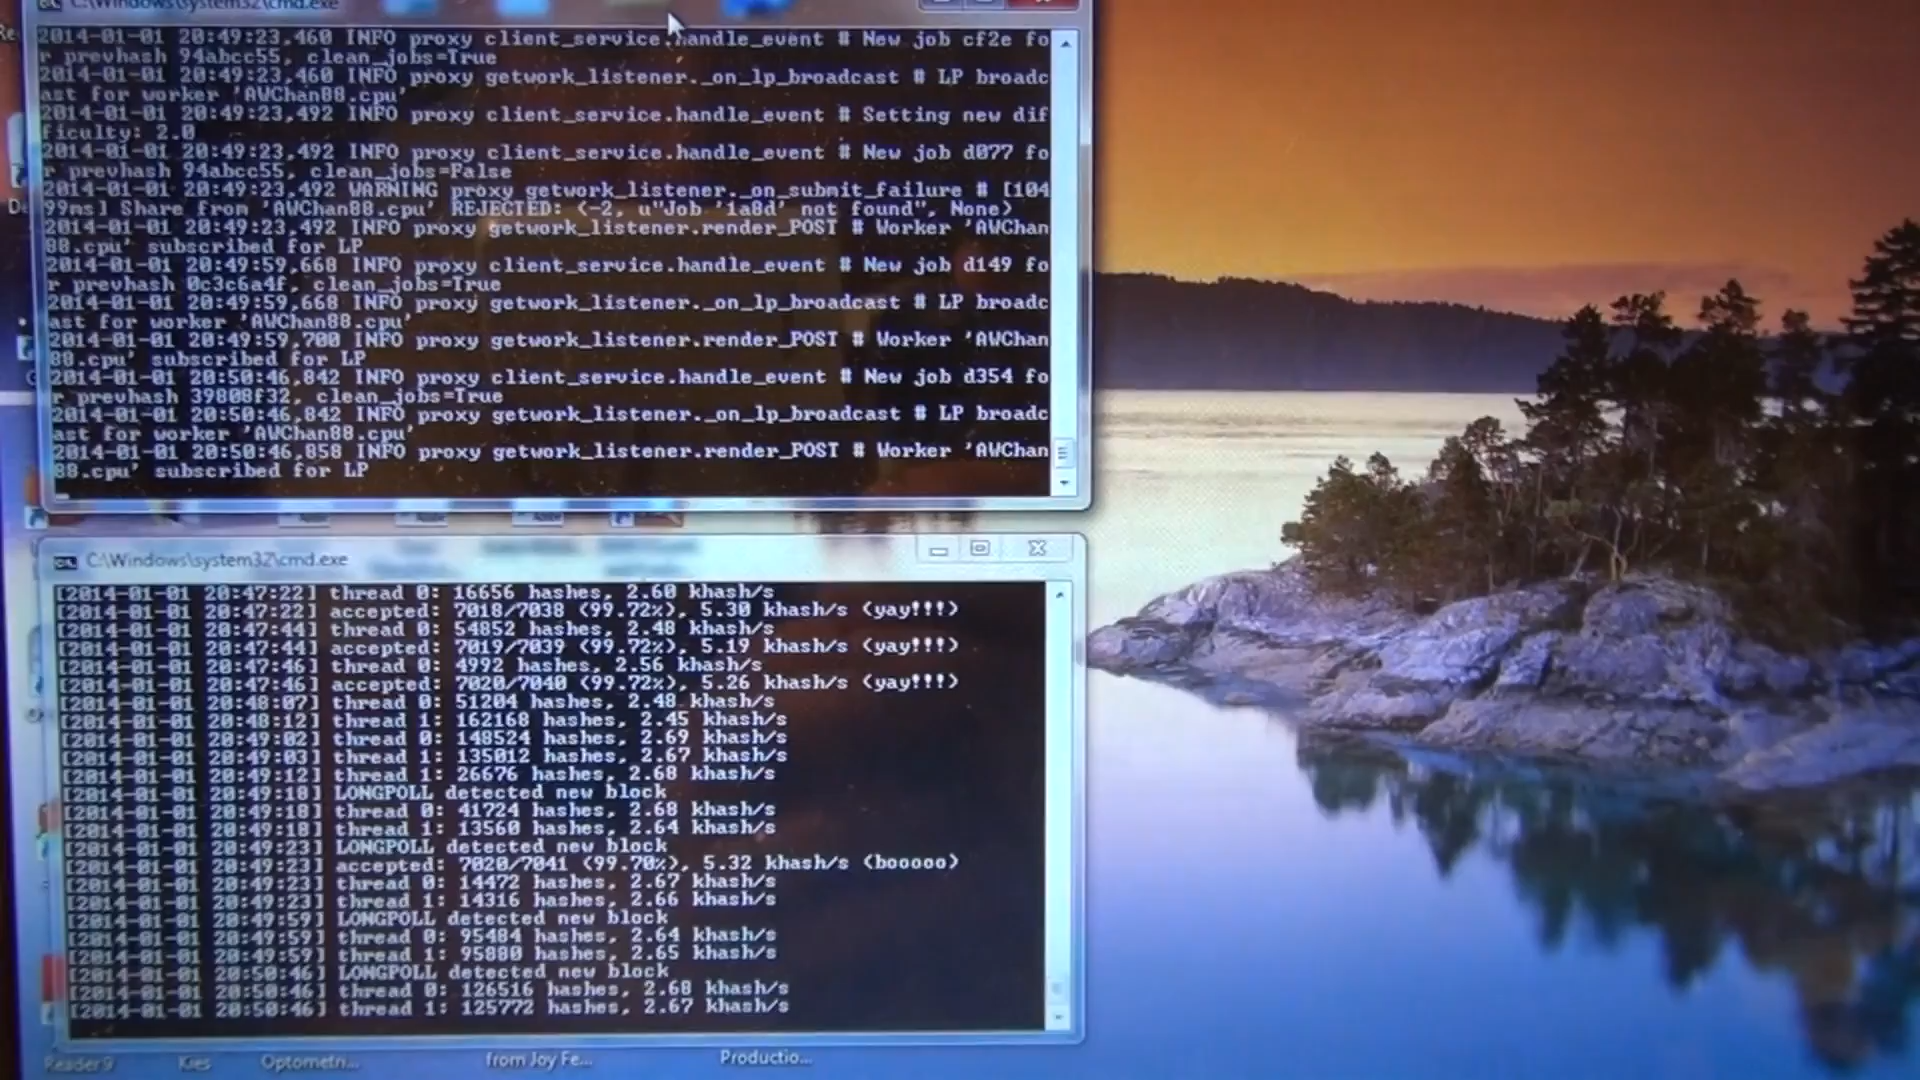 C:\Windows\system32\cmd.exe
2014-01-01 20:49:23,460 INFO proxy client_service.handle_event # New job cf2e fo
r prevhash 94abcc55, clean_jobs=True
2014-01-01 20:49:23,460 INFO proxy getwork_listener._on_lp_broadcast # LP broadc
ast for worker 'AWChan88.cpu'
2014-01-01 20:49:23,492 INFO proxy client_service.handle_event # Setting new dif
ficulty: 2.0
2014-01-01 20:49:23,492 INFO proxy client_service.handle_event # New job d077 fo
r prevhash 94abcc55, clean_jobs=False
2014-01-01 20:49:23,492 WARNING proxy getwork_listener._on_submit_failure # [104
99ms] Share from 'AWChan88.cpu' REJECTED: (-2, u"Job '1a8d' not found", None)
2014-01-01 20:49:23,492 INFO proxy getwork_listener.render_POST # Worker 'AWChan
88.cpu' subscribed for LP
2014-01-01 20:49:59,668 INFO proxy client_service.handle_event # New job d149 fo
r prevhash 0c3c6a4f, clean_jobs=True
2014-01-01 20:49:59,668 INFO proxy getwork_listener._on_lp_broadcast # LP broadc
ast for worker 'AWChan88.cpu'
2014-01-01 20:49:59,700 INFO proxy getwork_listener.render_POST # Worker 'AWChan
88.cpu' subscribed for LP
2014-01-01 20:50:46,842 INFO proxy client_service.handle_event # New job d354 fo
r prevhash 39808f32, clean_jobs=True
2014-01-01 20:50:46,842 INFO proxy getwork_listener._on_lp_broadcast # LP broadc
ast for worker 'AWChan88.cpu'
2014-01-01 20:50:46,858 INFO proxy getwork_listener.render_POST # Worker 'AWChan
88.cpu' subscribed for LP
C:\Windows\system32\cmd.exe
[2014-01-01 20:47:22] thread 0: 16656 hashes, 2.60 khash/s
[2014-01-01 20:47:22] accepted: 7018/7038 (99.72%), 5.30 khash/s (yay!!!)
[2014-01-01 20:47:44] thread 0: 54852 hashes, 2.48 khash/s
[2014-01-01 20:47:44] accepted: 7019/7039 (99.72%), 5.19 khash/s (yay!!!)
[2014-01-01 20:47:46] thread 0: 4992 hashes, 2.56 khash/s
[2014-01-01 20:47:46] accepted: 7020/7040 (99.72%), 5.26 khash/s (yay!!!)
[2014-01-01 20:48:07] thread 0: 51204 hashes, 2.48 khash/s
[2014-01-01 20:48:12] thread 1: 162168 hashes, 2.45 khash/s
[2014-01-01 20:49:02] thread 0: 148524 hashes, 2.69 khash/s
[2014-01-01 20:49:03] thread 1: 135012 hashes, 2.67 khash/s
[2014-01-01 20:49:12] thread 1: 26676 hashes, 2.68 khash/s
[2014-01-01 20:49:18] LONGPOLL detected new block
[2014-01-01 20:49:18] thread 0: 41724 hashes, 2.68 khash/s
[2014-01-01 20:49:18] thread 1: 13560 hashes, 2.64 khash/s
[2014-01-01 20:49:23] LONGPOLL detected new block
[2014-01-01 20:49:23] accepted: 7020/7041 (99.70%), 5.32 khash/s (booooo)
[2014-01-01 20:49:23] thread 0: 14472 hashes, 2.67 khash/s
[2014-01-01 20:49:23] thread 1: 14316 hashes, 2.66 khash/s
[2014-01-01 20:49:59] LONGPOLL detected new block
[2014-01-01 20:49:59] thread 0: 95484 hashes, 2.64 khash/s
[2014-01-01 20:49:59] thread 1: 95880 hashes, 2.65 khash/s
[2014-01-01 20:50:46] LONGPOLL detected new block
[2014-01-01 20:50:46] thread 0: 126516 hashes, 2.68 khash/s
[2014-01-01 20:50:46] thread 1: 125772 hashes, 2.67 khash/s
Reader 9 Kies Optometri... from Joy Fe... Productio...